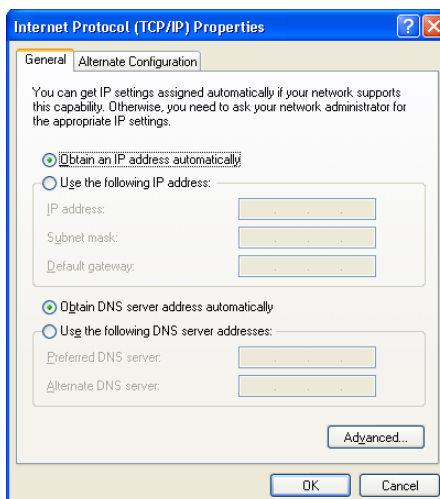 Internet Protocol (TCP/IP) Properties
General
Alternate Configuration
You can get IP settings assigned automatically if your network supports
this capability. Otherwise, you need to ask your network administrator for
the appropriate IP settings.
Obtain an IP address automatically
Use the following IP address:
IP address:
Subnet mask:
Default gateway:
Obtain DNS server address automatically
Use the following DNS server addresses:
Preferred DNS server:
Alternate DNS server:
Advanced...
OK
Cancel